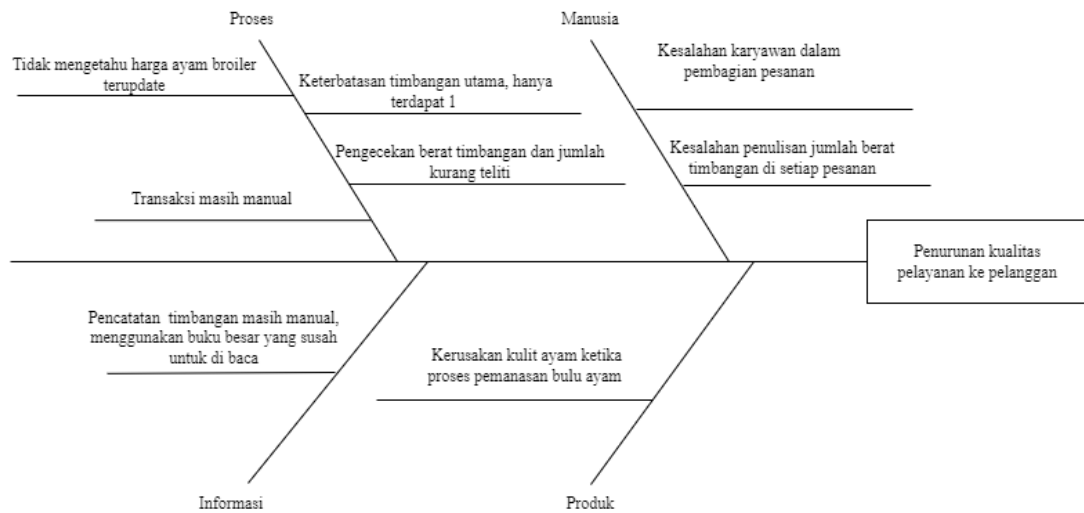 Proses
Manusia
Tidak mengetahu harga ayam broiler
terupdate
Keterbatasan timbangan utama, hanya
terdapat 1
Kesalahan karyawan dalam
pembagian pesanan
Pengecekan berat timbangan dan jumlah
kurang teliti
Kesalahan penulisan jumlah berat
timbangan di setiap pesanan
Transaksi masih manual
Penurunan kualitas
pelayanan ke pelanggan
Pencatatan timbangan masih manual,
menggunakan buku besar yang susah
untuk di baca
Kerusakan kulit ayam ketika
proses pemanasan bulu ayam
Informasi
Produk